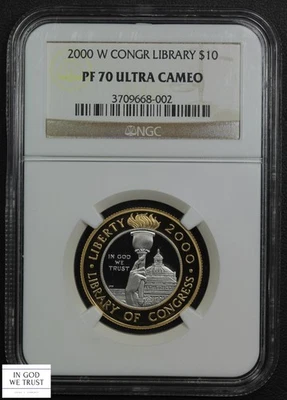 2000 W CONGR LIBRARY $10
PF 70 ULTRA CAMEO
3709668-002
NGC
LIBERTY 2000
IN GOD
WE
TRUST
LIBRARY OF CONGRESS
IN GOD
WE TRUST